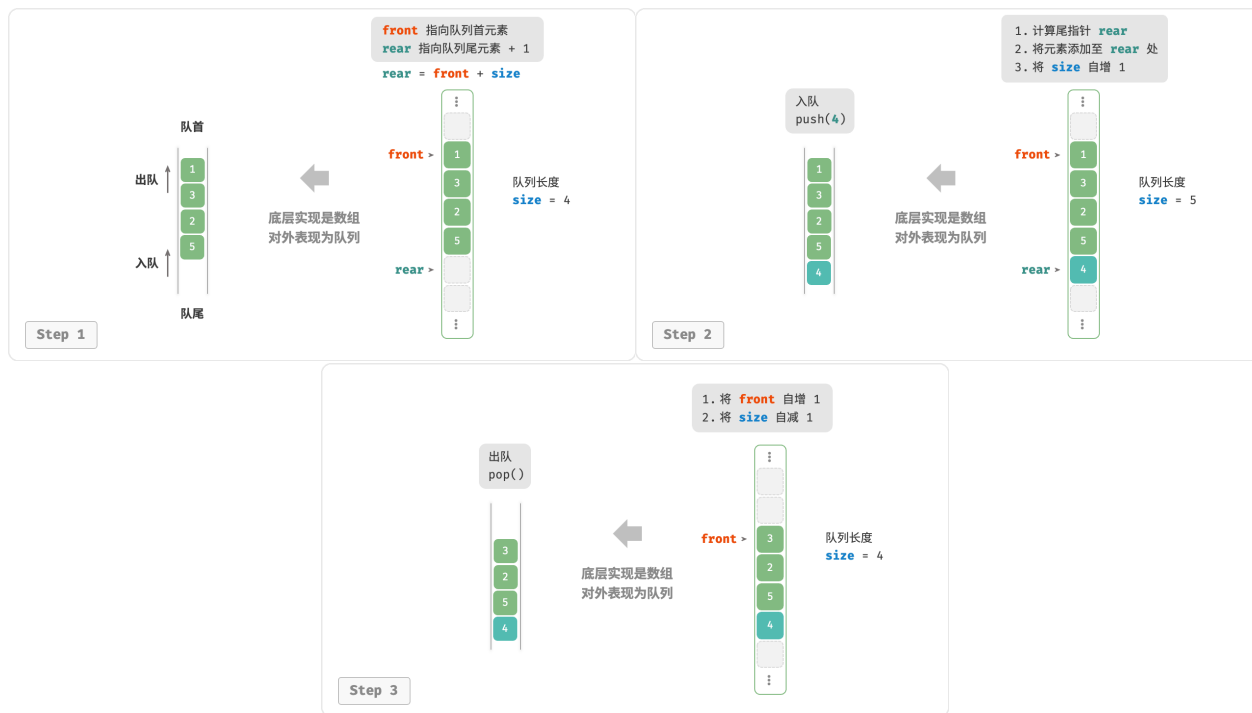 front 指向队列首元素
rear 指向队列尾元素 + 1
rear = front + size
队首
出队
入队
队尾
1
3
2
5
底层实现是数组
对外表现为队列
front
rear
1
3
2
5
队列长度
size = 4
Step 1
1. 计算尾指针 rear
2. 将元素添加至 rear 处
3. 将 size 自增 1
入队
push(4)
1
3
2
5
4
底层实现是数组
对外表现为队列
front
rear
1
3
2
5
4
队列长度
size = 5
Step 2
1. 将 front 自增 1
2. 将 size 自减 1
出队
pop()
3
2
5
4
底层实现是数组
对外表现为队列
front
3
2
5
4
队列长度
size = 4
Step 3